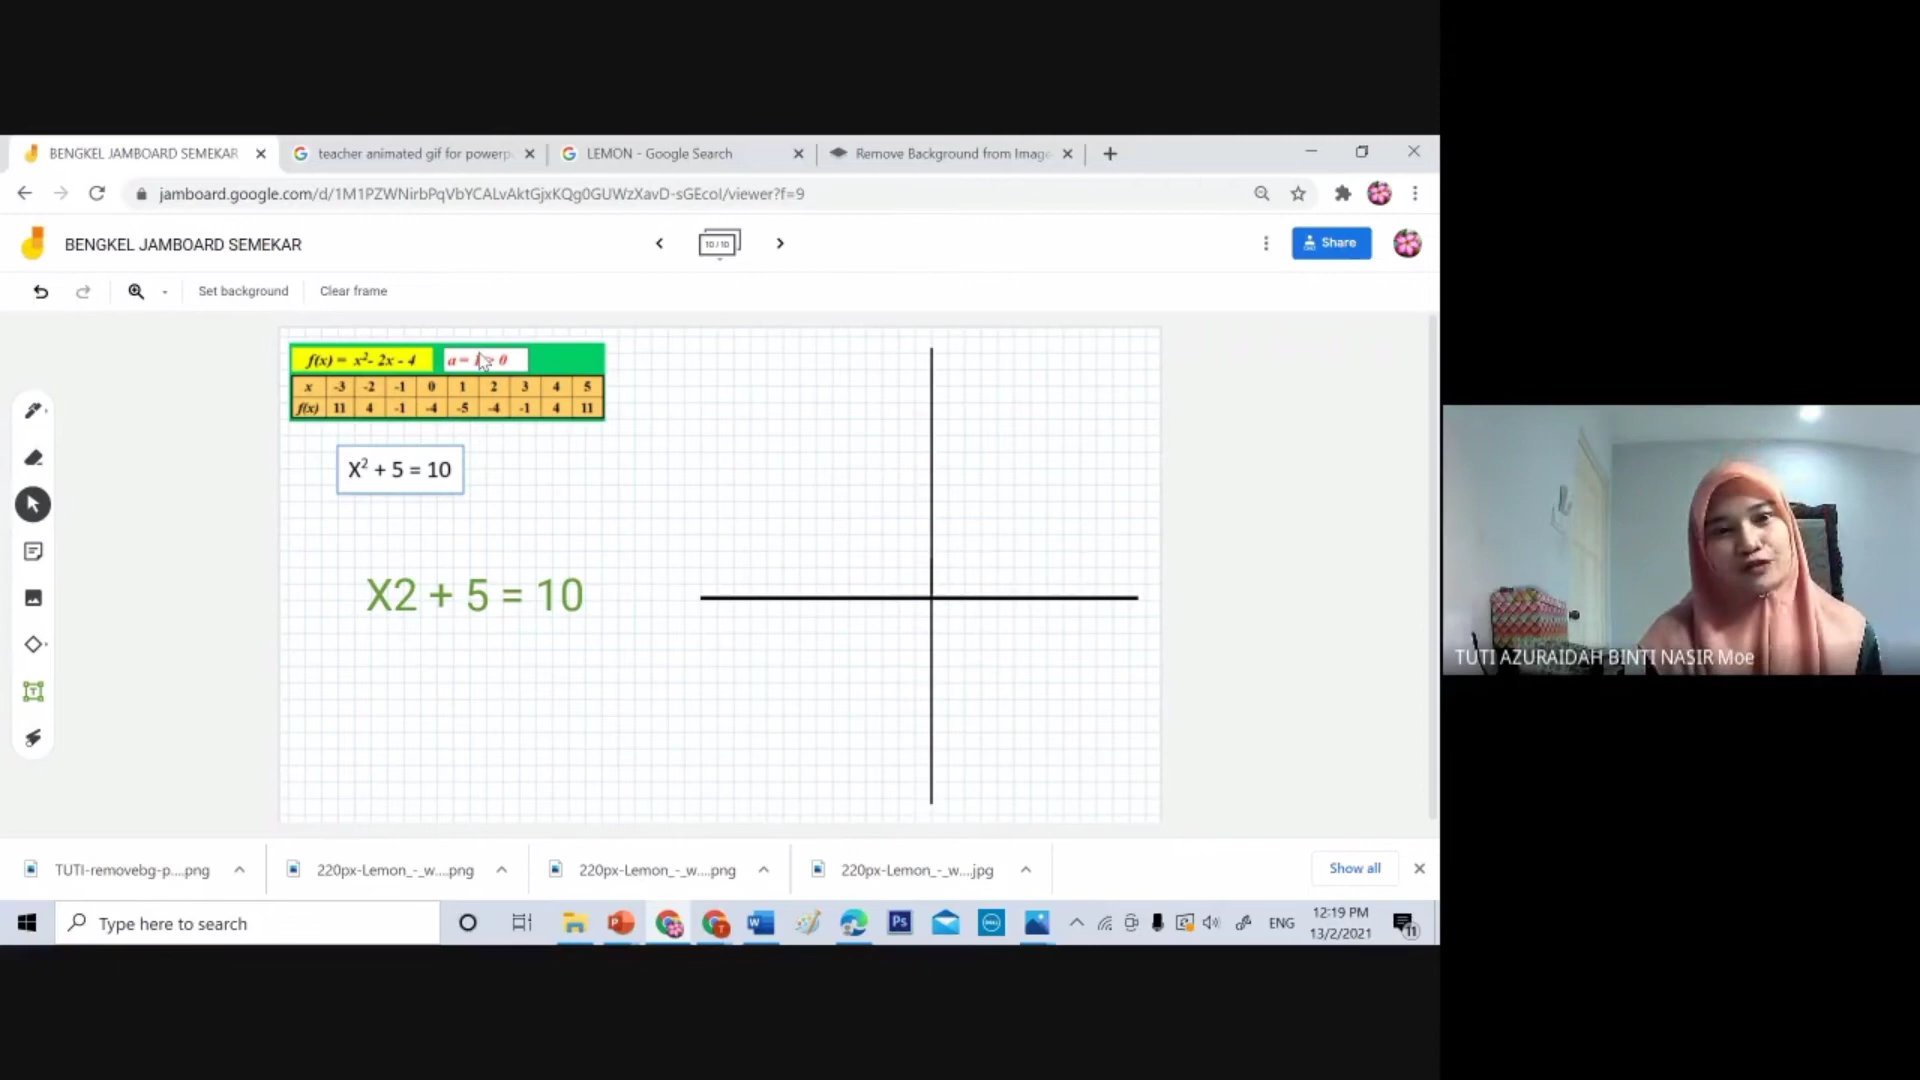 BENGKEL JAMBOARD SEMEKAR
teacher animated gif for powerp
LEMON - Google Search
Remove Background from Image
jamboard.google.com/d/1M1PZWNirbPqVbYCALvAktGjxKQg0GUWzXavD-sGEcoI/viewer?f=9
BENGKEL JAMBOARD SEMEKAR
10 / 10
Share
Set background
Clear frame
f(x) = x²- 2x - 4
a = 1 > 0
x -3 -2 -1 0 1 2 3 4 5
f(x) 11 4 -1 -4 -5 -4 -1 4 11
X² + 5 = 10
X2 + 5 = 10
TUTI AZURAIDAH BINTI NASIR Moe
TUTI-removebg-p....png
220px-Lemon_-_w....png
220px-Lemon_-_w....png
220px-Lemon_-_w....jpg
Show all
Type here to search
ENG
12:19 PM
13/2/2021
11